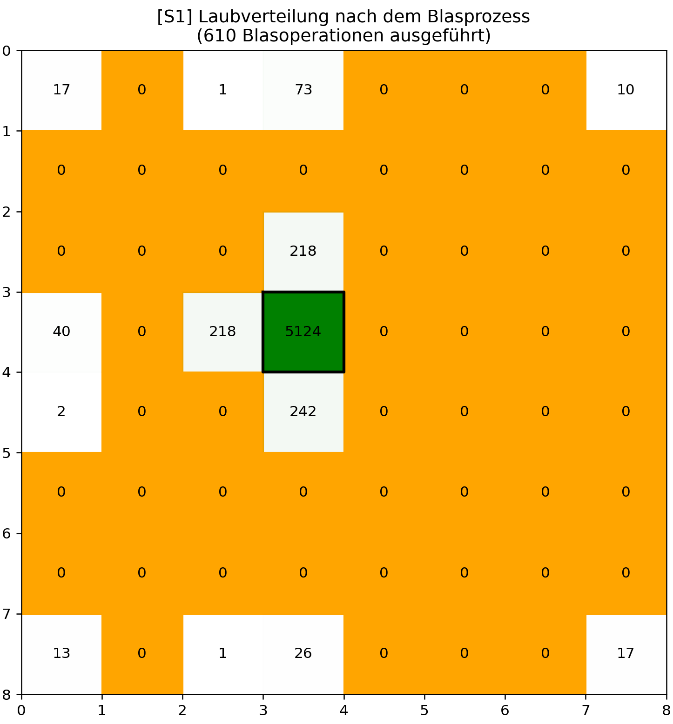 [S1] Laubverteilung nach dem Blasprozess
(610 Blasoperationen ausgeführt)
0
17 0 1 73 0 0 0 10
1
0 0 0 0 0 0 0 0
2
0 0 0 218 0 0 0 0
3
40 0 218 5124 0 0 0 0
4
2 0 0 242 0 0 0 0
5
0 0 0 0 0 0 0 0
6
0 0 0 0 0 0 0 0
7
13 0 1 26 0 0 0 17
8
0 1 2 3 4 5 6 7 8